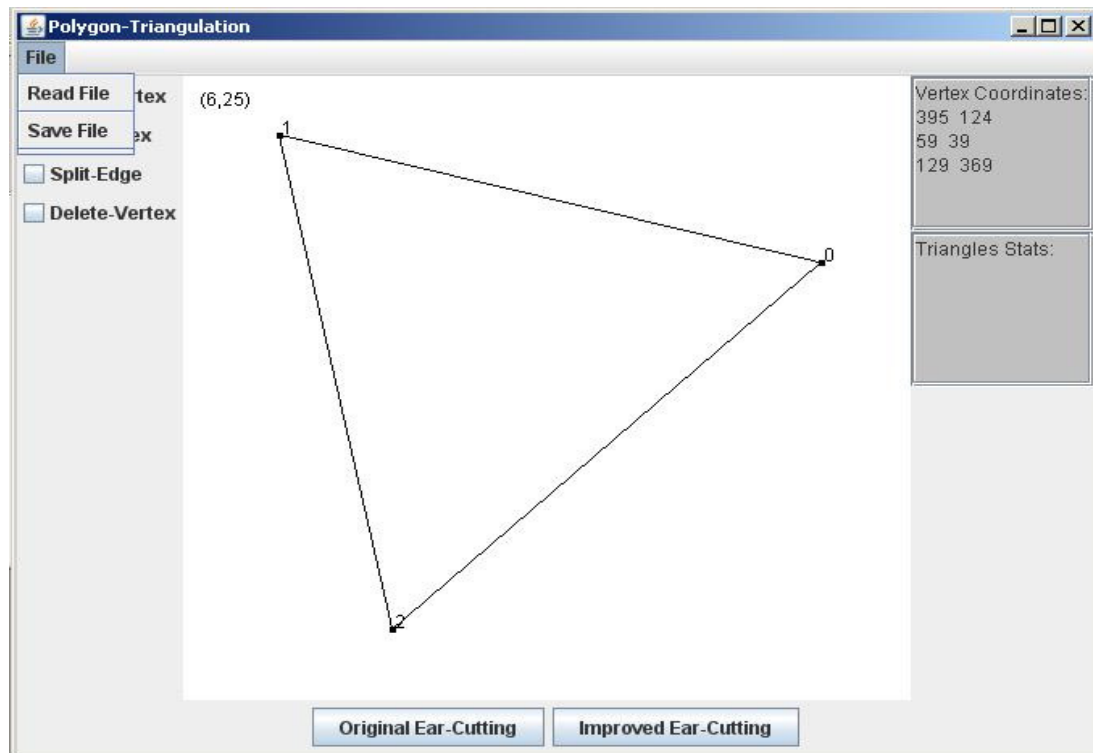 Polygon-Triangulation
File
Read File
Save File
Split-Edge
Delete-Vertex
(6,25)
1
0
2
Vertex Coordinates:
395 124
59 39
129 369
Triangles Stats:
Original Ear-Cutting
Improved Ear-Cutting